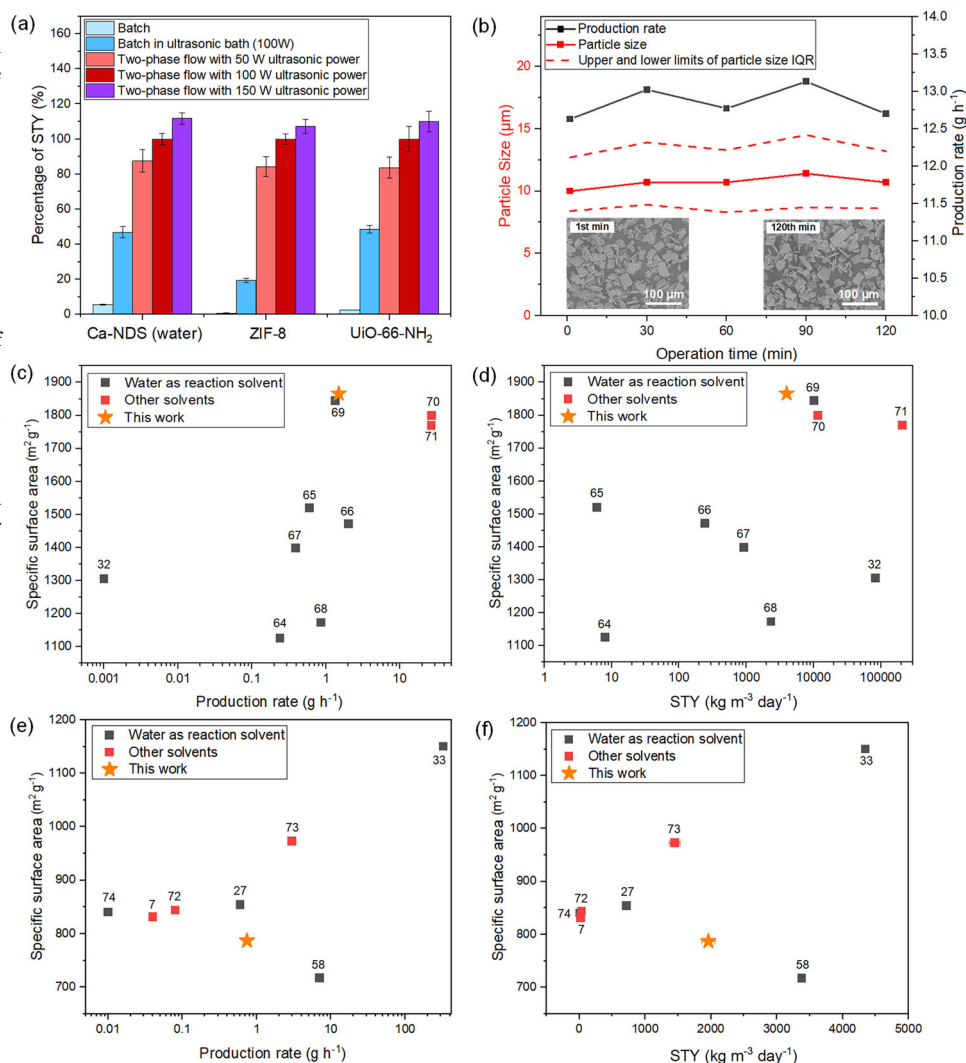 (a)
Batch
Batch in ultrasonic bath (100W)
Two-phase flow with 50 W ultrasonic power
Two-phase flow with 100 W ultrasonic power
Two-phase flow with 150 W ultrasonic power
160
140
120
100
80
60
40
20
0
Percentage of STY (%)
Ca-NDS (water) ZIF-8 UiO-66-NH₂
(b)
Production rate
Particle size
Upper and lower limits of particle size IQR
20
15
10
5
0
Particle Size (µm)
14.0
13.5
13.0
12.5
12.0
11.5
11.0
10.5
10.0
Production rate (g h⁻¹)
1st min
100 µm
120th min
100 µm
0 30 60 90 120
Operation time (min)
(c)
Water as reaction solvent
Other solvents
This work
1900
1800
1700
1600
1500
1400
1300
1200
1100
Specific surface area (m² g⁻¹)
69
70
71
65
66
67
32
68
64
0.001 0.01 0.1 1 10
Production rate (g h⁻¹)
(d)
Water as reaction solvent
Other solvents
This work
1900
1800
1700
1600
1500
1400
1300
1200
1100
Specific surface area (m² g⁻¹)
69
70
71
65
66
67
32
68
64
1 10 100 1000 10000 100000
STY (kg m⁻³ day⁻¹)
(e)
Water as reaction solvent
Other solvents
This work
1200
1100
1000
900
800
700
Specific surface area (m² g⁻¹)
33
73
74
7
72
27
58
0.01 0.1 1 10 100
Production rate (g h⁻¹)
(f)
Water as reaction solvent
Other solvents
This work
1200
1100
1000
900
800
700
Specific surface area (m² g⁻¹)
33
73
72
27
74
7
58
0 1000 2000 3000 4000 5000
STY (kg m⁻³ day⁻¹)